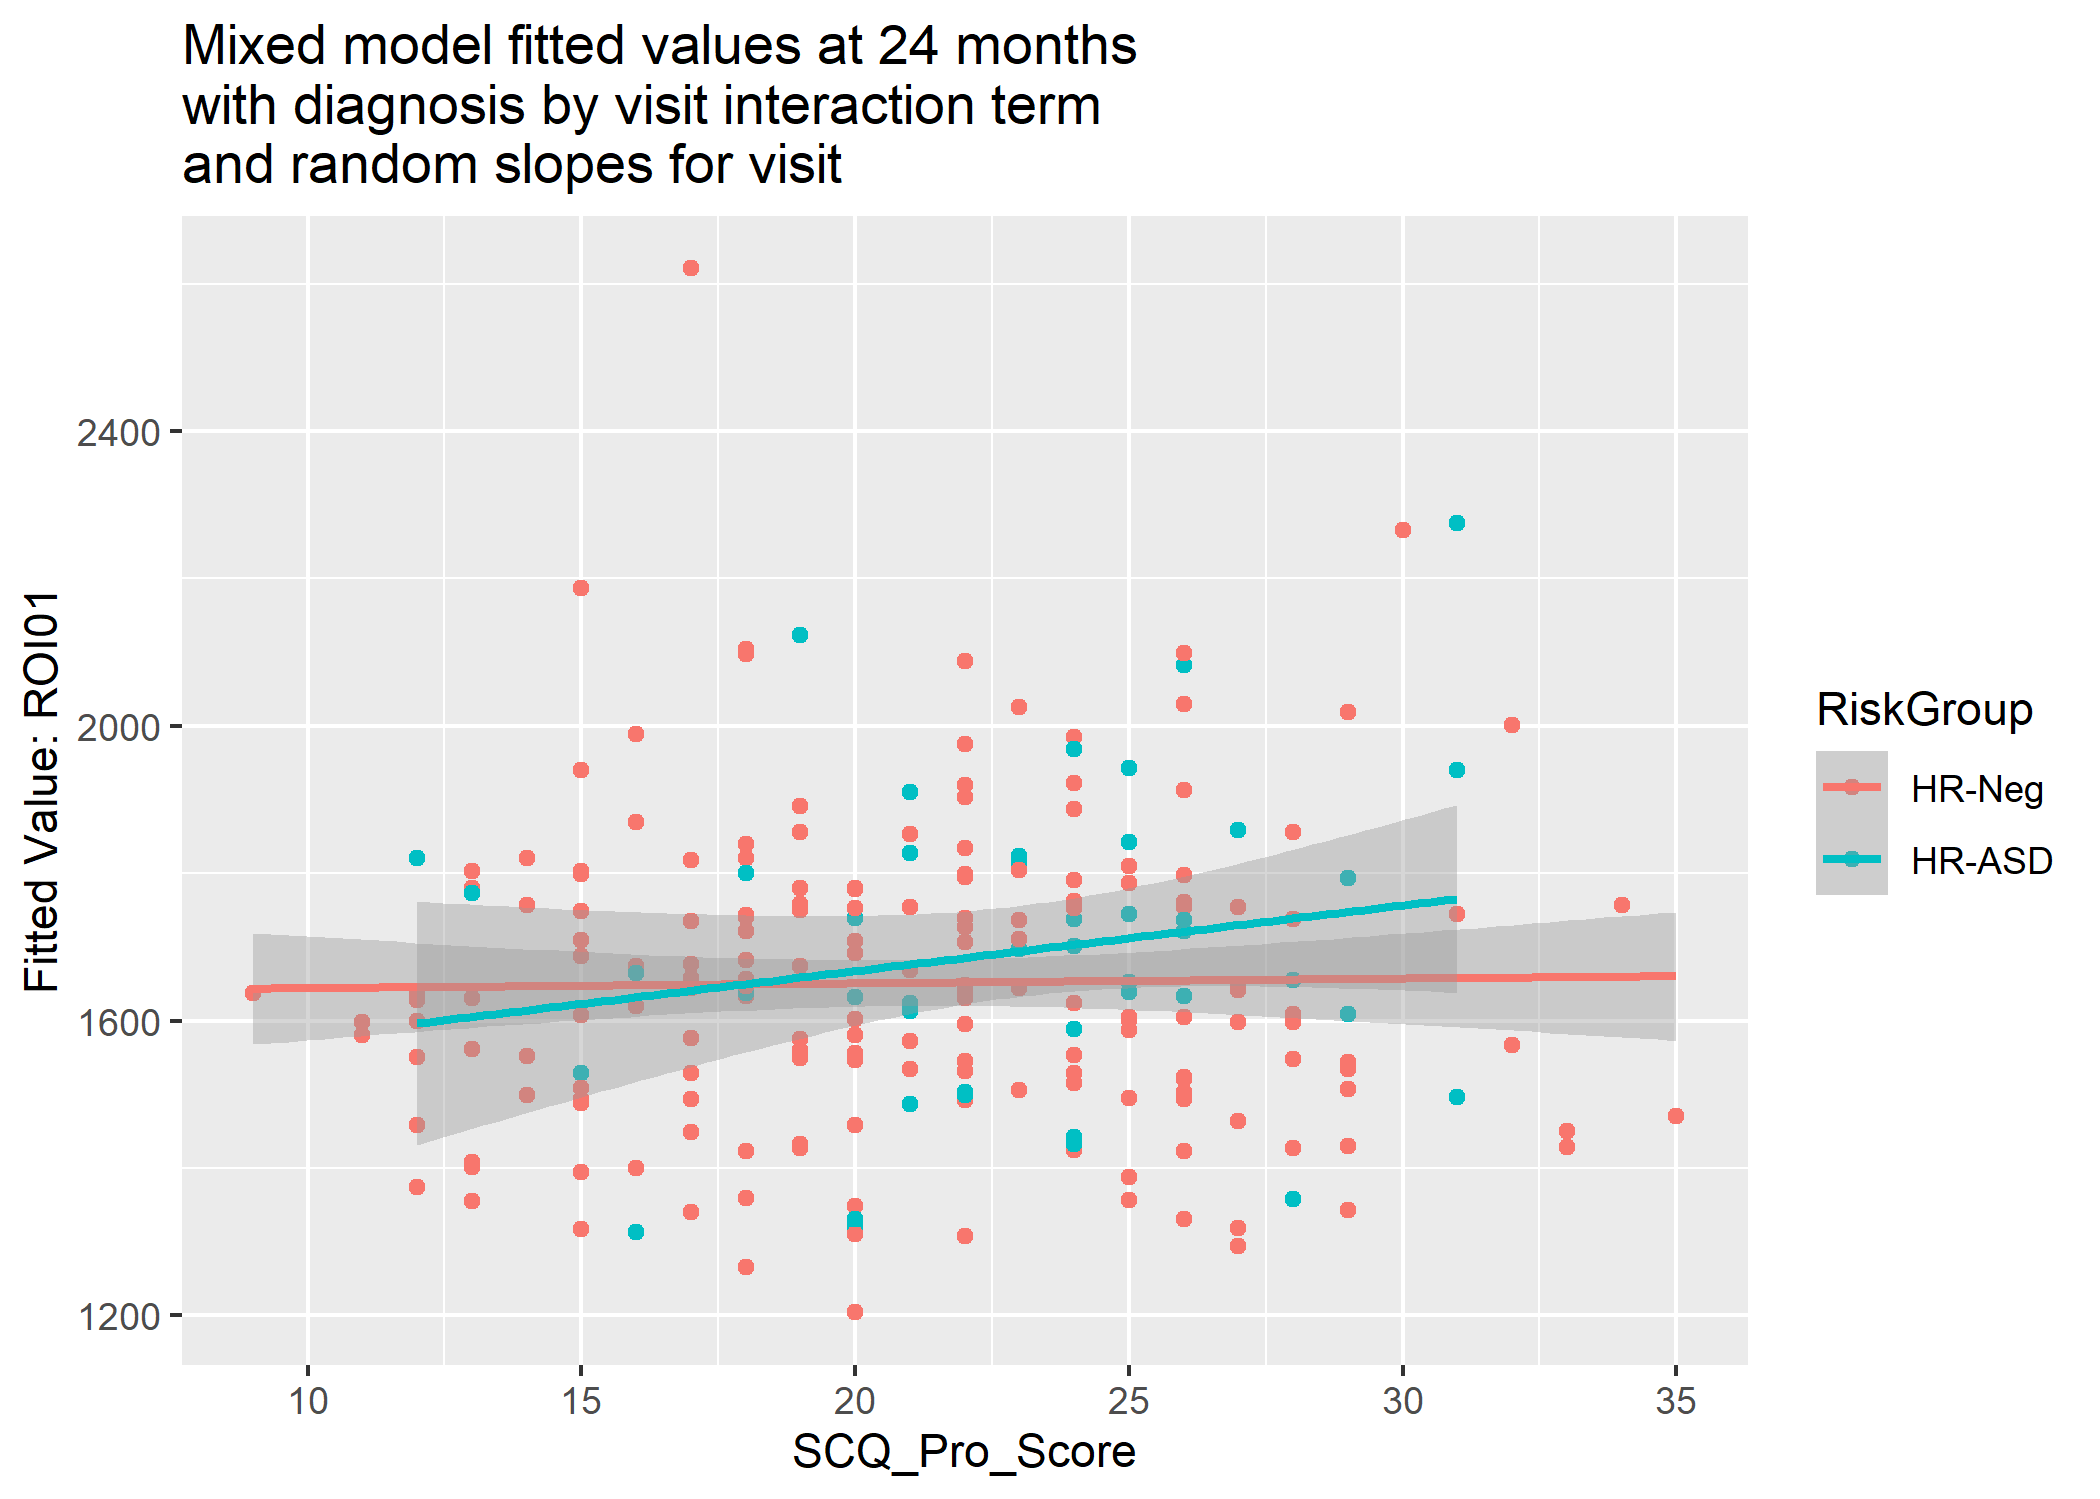 Mixed model fitted values at 24 months
with diagnosis by visit interaction term
and random slopes for visit
Fitted Value: ROI01
2400
2000
1600
1200
10 15 20 25 30 35
SCQ_Pro_Score
RiskGroup
HR-Neg
HR-ASD